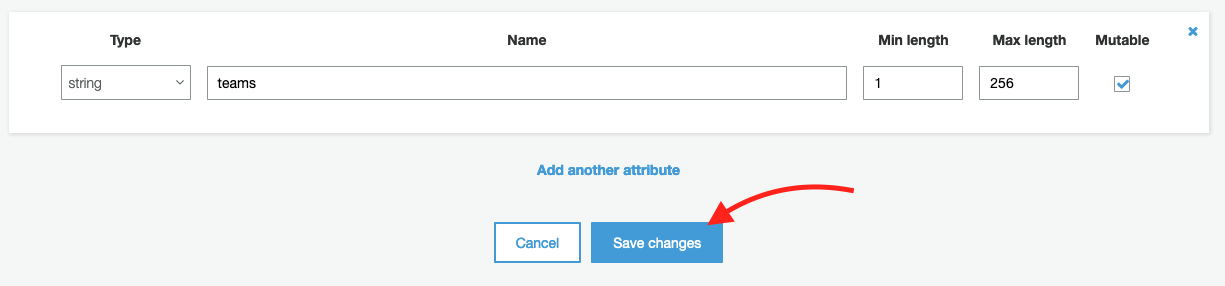 Type Name Min length Max length Mutable
string teams 1 256
Add another attribute
Cancel Save changes